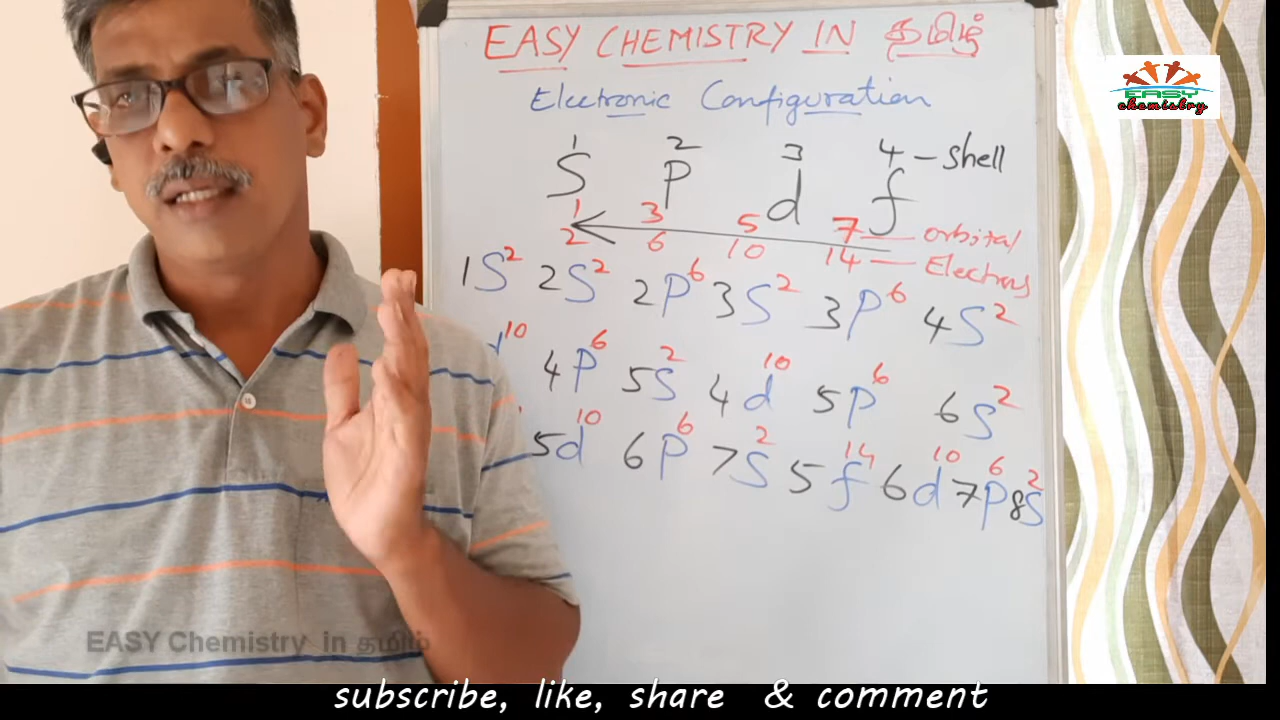 EASY CHEMISTRY IN தமிழ்
EASY
chemistry
Electronic Configuration
1 2 3 4 – Shell
S P d f
1 3 5 7 — orbital
2 6 10 14 — Electrons
1S² 2S² 2P⁶ 3S² 3P⁶ 4S²
d¹⁰ 4P⁶ 5S² 4d¹⁰ 5P⁶ 6S²
5d¹⁰ 6P⁶ 7S² 5f¹⁴ 6d¹⁰ 7P⁶ 8S²
EASY Chemistry in தமிழ்
subscribe, like, share & comment